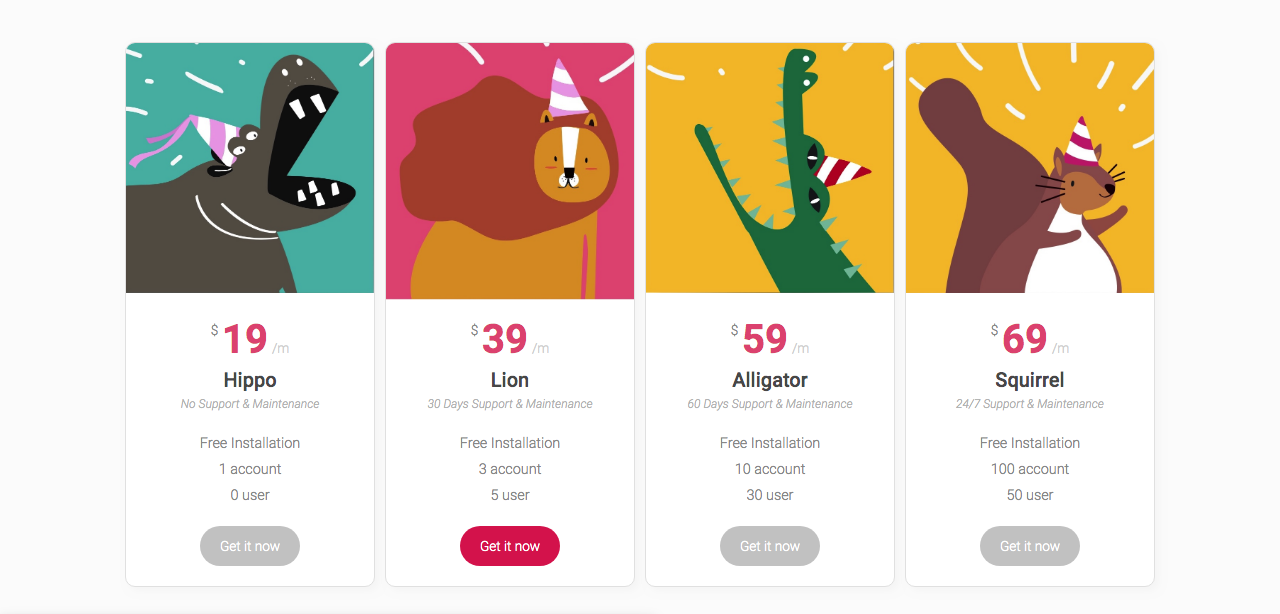 $ 19 /m
Hippo
No Support & Maintenance
Free Installation
1 account
0 user
Get it now
$ 39 /m
Lion
30 Days Support & Maintenance
Free Installation
3 account
5 user
Get it now
$ 59 /m
Alligator
60 Days Support & Maintenance
Free Installation
10 account
30 user
Get it now
$ 69 /m
Squirrel
24/7 Support & Maintenance
Free Installation
100 account
50 user
Get it now